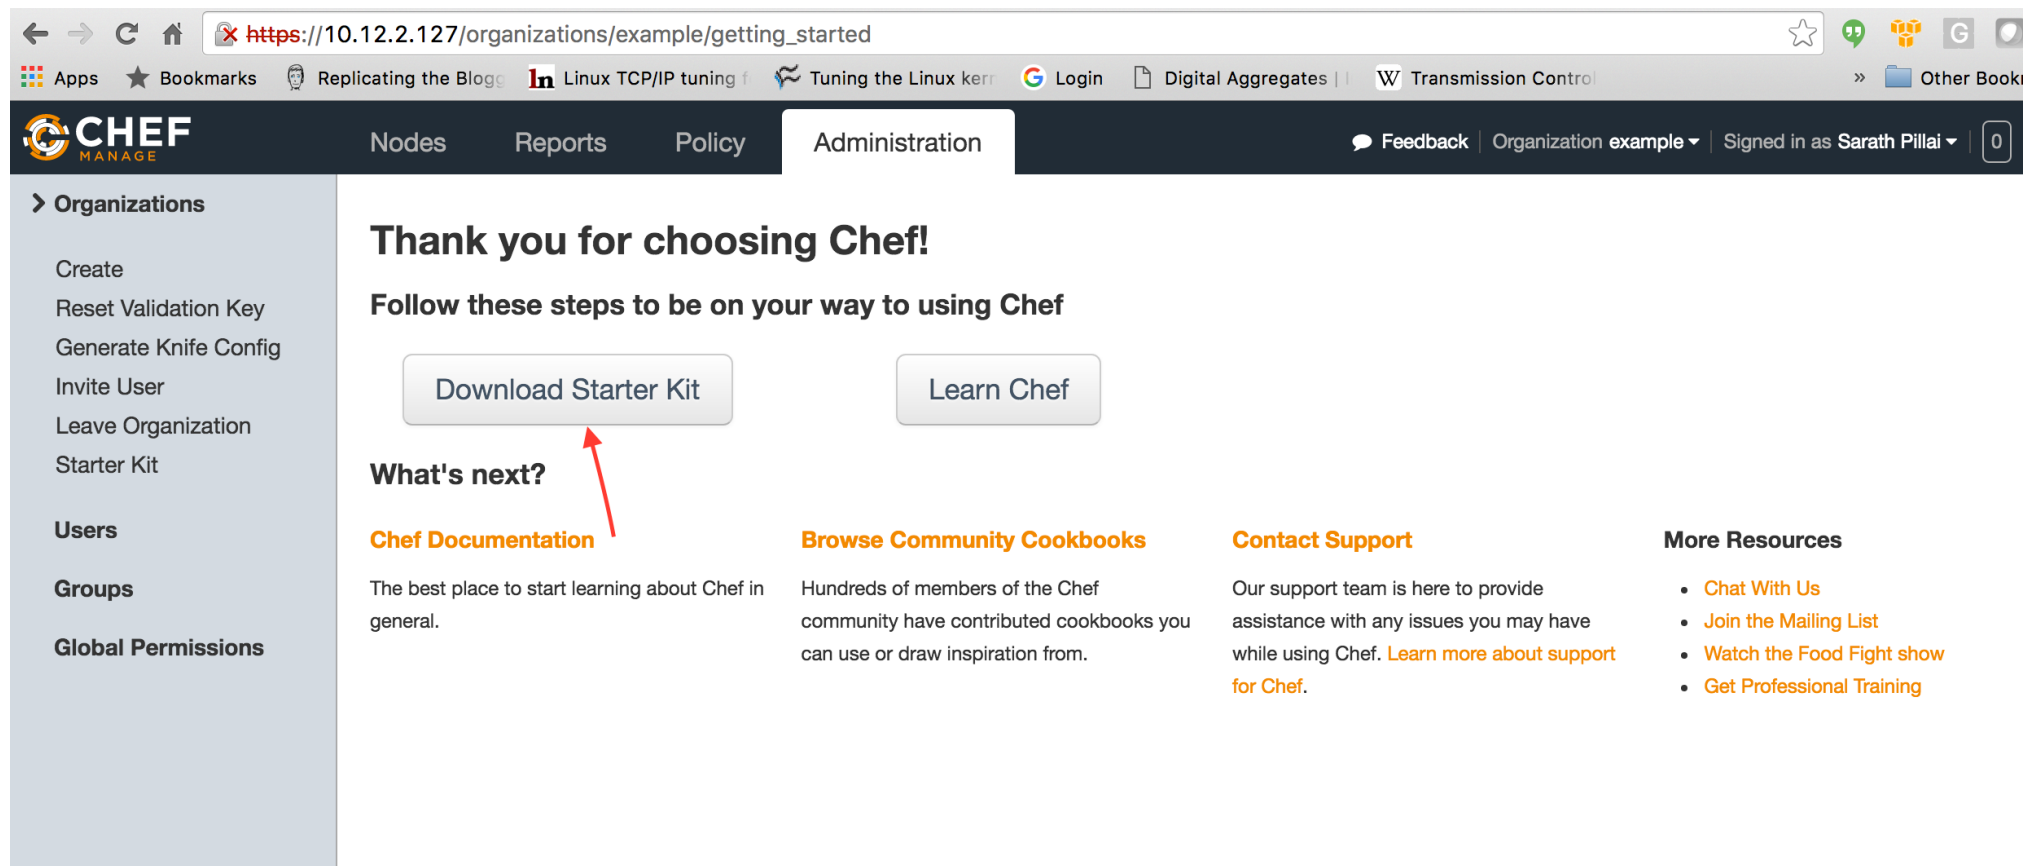 https://10.12.2.127/organizations/example/getting_started
G
Apps Bookmarks Replicating the Blogg In Linux TCP/IP tuning f Tuning the Linux kern G Login Digital Aggregates | W Transmission Control » Other Book
CHEF
MANAGE
Nodes Reports Policy Administration Feedback Organization example Signed in as Sarath Pillai 0
Organizations
Create
Reset Validation Key
Generate Knife Config
Invite User
Leave Organization
Starter Kit
Users
Groups
Global Permissions
Thank you for choosing Chef!
Follow these steps to be on your way to using Chef
Download Starter Kit Learn Chef
What's next?
Chef Documentation
The best place to start learning about Chef in
general.
Browse Community Cookbooks
Hundreds of members of the Chef
community have contributed cookbooks you
can use or draw inspiration from.
Contact Support
Our support team is here to provide
assistance with any issues you may have
while using Chef. Learn more about support
for Chef.
More Resources
• Chat With Us
• Join the Mailing List
• Watch the Food Fight show
• Get Professional Training